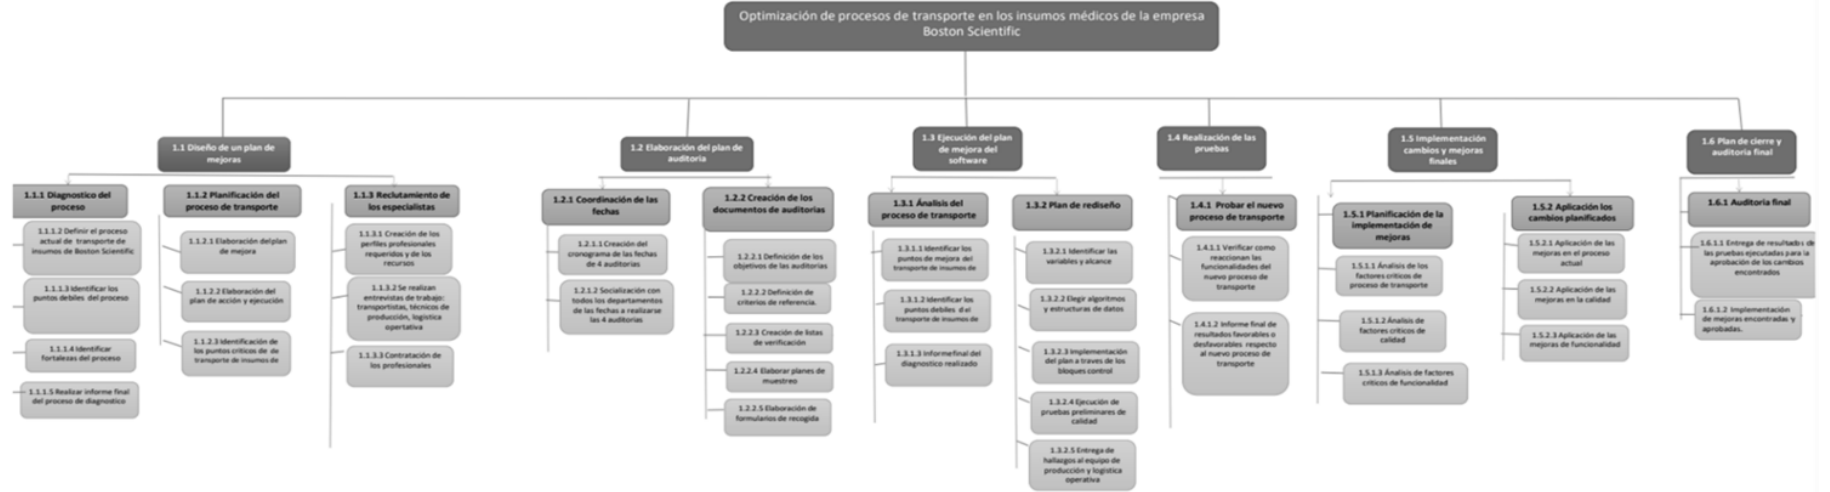 Optimización de procesos de transporte en los insumos médicos de la empresa
Boston Scientific
1.1 Diseño de un plan de
mejoras
1.1.1 Diagnostico del
proceso
1.1.1.2 Definir el proceso
actual de transporte de
insumos de Boston Scientific
1.1.1.3 Identificar los
puntos debiles del proceso
1.1.1.4 Identificar
fortalezas del proceso
1.1.1.5 Realizar informe final
del proceso de diagnostico
1.1.2 Planificación del
proceso de transporte
1.1.2.1 Elaboración delplan
de mejora
1.1.2.2 Elaboración del
plan de acción y ejecución
1.1.2.3 Identificación de
los puntos criticos de de
transporte de insumos de
1.1.3 Reclutamiento de
los especialistas
1.1.3.1 Creación de los
perfiles profesionales
requeridos y de los
recursos
1.1.3.2 Se realizan
entrevistas de trabajo:
transportistas, técnicos de
producción, logistica
opertativa
1.1.3.3 Contratación de
los profesionales
1.2 Elaboración del plan de
auditoria
1.2.1 Coordinación de las
fechas
1.2.1.1 Creación del
cronograma de las fechas
de 4 auditorias
1.2.1.2 Socialización con
todos los departamentos
de las fechas a realizarse
las 4 auditorias
1.2.2 Creación de los
documentos de auditorias
1.2.2.1 Definición de los
objetivos de las auditorias
1.2.2.2 Definición de
criterios de referencia.
1.2.2.3 Creación de listas
de verificación
1.2.2.4 Elaborar planes de
muestreo
1.2.2.5 Elaboración de
formularios de recogida
1.3 Ejecución del plan
de mejora del
software
1.3.1 Ánalisis del
proceso de transporte
1.3.1.1 Identificar los
puntos de mejora del
transporte de insumos de
1.3.1.2 Identificar los
puntos debiles d el
transporte de insumos de
1.3.1.3 Informefinal del
diagnostico realizado
1.3.2 Plan de rediseño
1.3.2.1 Identificar las
variables y alcance
1.3.2.2 Elegir algoritmos
y estructuras de datos
1.3.2.3 Implementación
del plan a traves de los
bloques control
1.3.2.4 Ejecución de
pruebas preliminares de
calidad
1.3.2.5 Entrega de
hallazgos al equipo de
producción y logistica
operativa
1.4 Realización de las
pruebas
1.4.1 Probar el nuevo
proceso de transporte
1.4.1.1 Verificar como
reaccionan las
funcionalidades del
nuevo proceso de
transporte
1.4.1.2 Informe final de
resultados favorables o
desfavorables respecto
al nuevo proceso de
transporte
1.5 Implementación
cambios y mejoras
finales
1.5.1 Planificación de la
implementación de
mejoras
1.5.1.1 Ánalisis de los
factores criticos de
proceso de transporte
1.5.1.2 Ánalisis de
factores criticos de
calidad
1.5.1.3 Ánalisis de factores
criticos de funcionalidad
1.5.2 Aplicación los
cambios planificados
1.5.2.1 Aplicación de las
mejoras en el proceso
actual
1.5.2.2 Aplicación de las
mejoras en la calidad
1.5.2.3 Aplicación de las
mejoras de funcionalidad
1.6 Plan de cierre y
auditoria final
1.6.1 Auditoria final
1.6.1.1 Entrega de resultados de
las pruebas ejecutadas para la
aprobación de los cambios
encontrados
1.6.1.2 Implementación
de mejoras encontradas y
aprobadas.